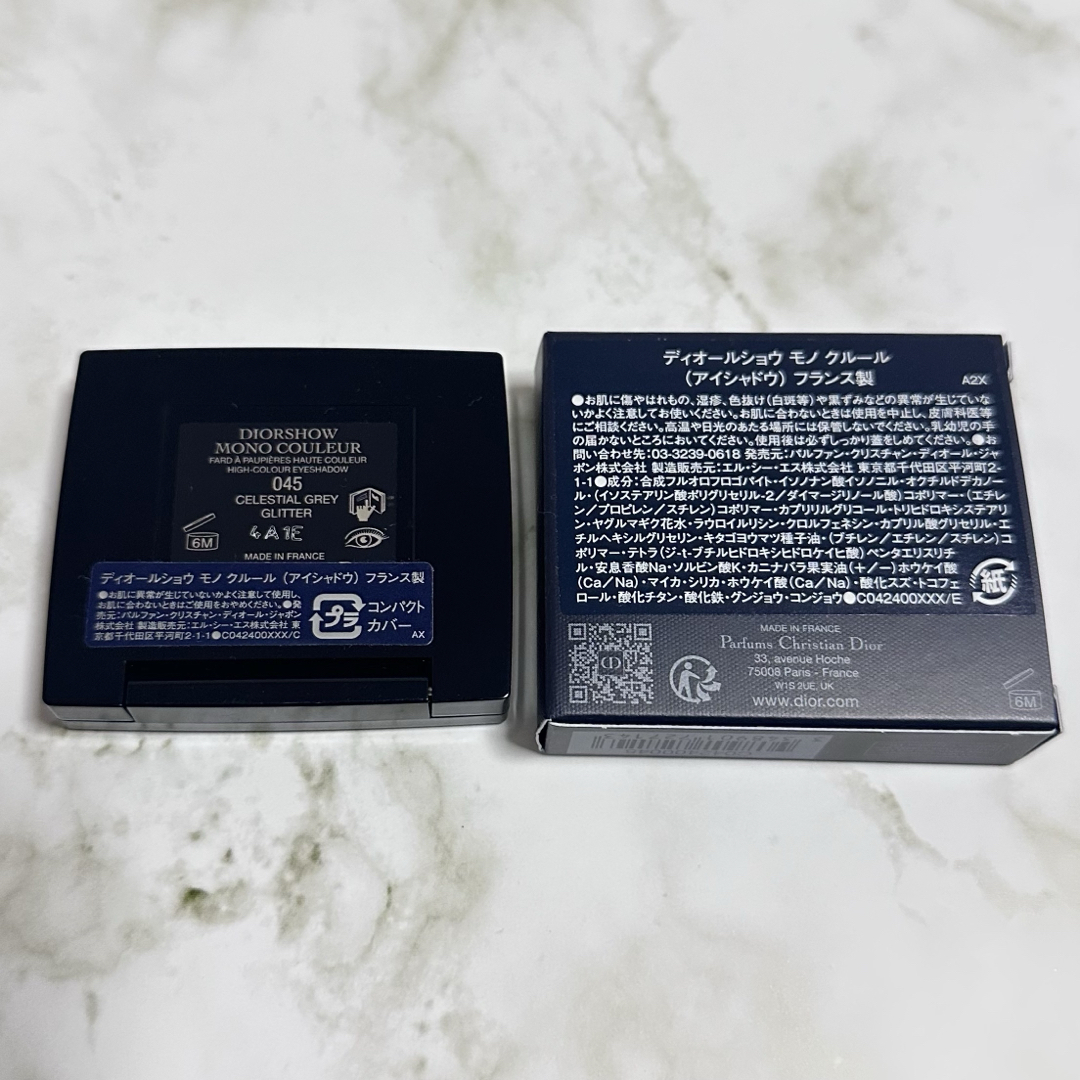 DIORSHOW
MONO COULEUR
FARD À PAUPIÈRES HAUTE COULEUR
HIGH-COLOUR EYESHADOW
045
CELESTIAL GREY
GLITTER
6M
4A1E
MADE IN FRANCE
ディオールショウ モノ クルール（アイシャドウ）フランス製
●お肌に異常が生じていないかよく注意して使用し、
お肌に合わないときはご使用をおやめください。●発
売元:パルファン・クリスチャン・ディオール・ジャポン
株式会社 製造販売元:エル・シー・エス株式会社 東
京都千代田区平河町2-1-1●C042400XXX/C
プラ
コンパクト
カバー
AX
ディオールショウ モノ クルール
（アイシャドウ）フランス製
A2X
●お肌に傷やはれもの、湿疹、色抜け(白斑等)や黒ずみなどの異常が生じていな
いかよく注意してお使いください。お肌に合わないときは使用を中止し、皮膚科医等
にご相談ください。高温や日光のあたる場所には保管しないでください。乳幼児の手
の届かないところにおいてください。使用後は必ずしっかり蓋をしめてください。●お
問い合わせ先:03-3239-0618 発売元:パルファン・クリスチャン・ディオール・ジャ
ポン株式会社 製造販売元:エル・シー・エス株式会社 東京都千代田区平河町2-
1-1●成分:合成フルオロフロゴパイト・イソノナン酸イソノニル・オクチルドデカノー
ル・(イソステアリン酸ポリグリセリル-2/ダイマージリノール酸)コポリマー・(エチレ
ン/プロピレン/スチレン)コポリマー・カプリリルグリコール・トリヒドロキシステアリ
ン・ヤグルマギク花水・ラウロイルリシン・クロルフェネシン・カプリル酸グリセリル・エ
チルヘキシルグリセリン・キタゴヨウマツ種子油・(ブチレン/エチレン/スチレン)コ
ポリマー・テトラ(ジ-t-ブチルヒドロキシヒドロケイヒ酸)ペンタエリスリチ
ル・安息香酸Na・ソルビン酸K・カニナバラ果実油(+/-)ホウケイ酸
(Ca/Na)・マイカ・シリカ・ホウケイ酸(Ca/Al)・酸化スズ・トコフェ
ロール・酸化チタン・酸化鉄・グンジョウ・コンジョウ●C042400XXX/E
紙
MADE IN FRANCE
Parfums Christian Dior
33, avenue Hoche
75008 Paris - France
W1S 2UE, UK
www.dior.com
CD
6M